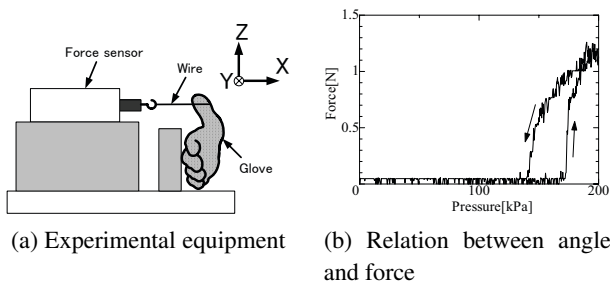 Force sensor
Wire
Z
X
Y
Glove
(a) Experimental equipment
1.5
1
0.5
0
100
200
Force[N]
Pressure[kPa]
(b) Relation between angle
and force